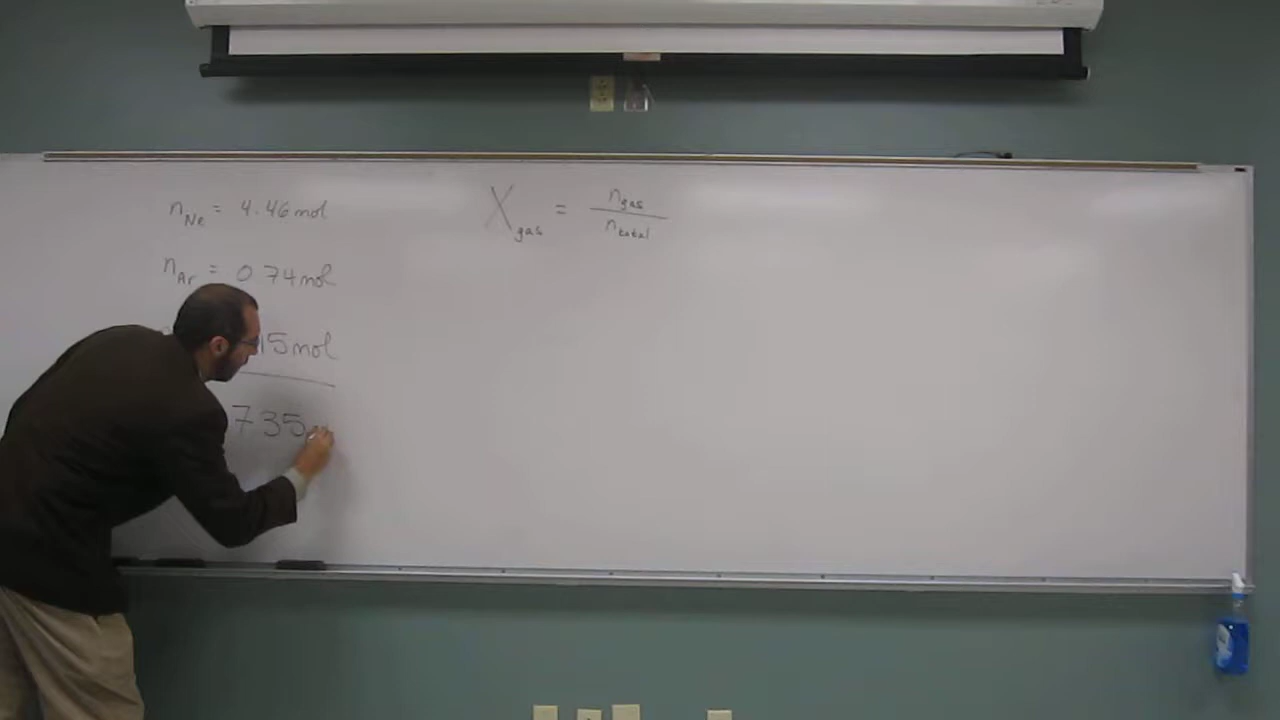 n_Ne = 4.46 mol
n_Ar = 0 74 mol
15 mol
735
X_gas = n_gas / n_total